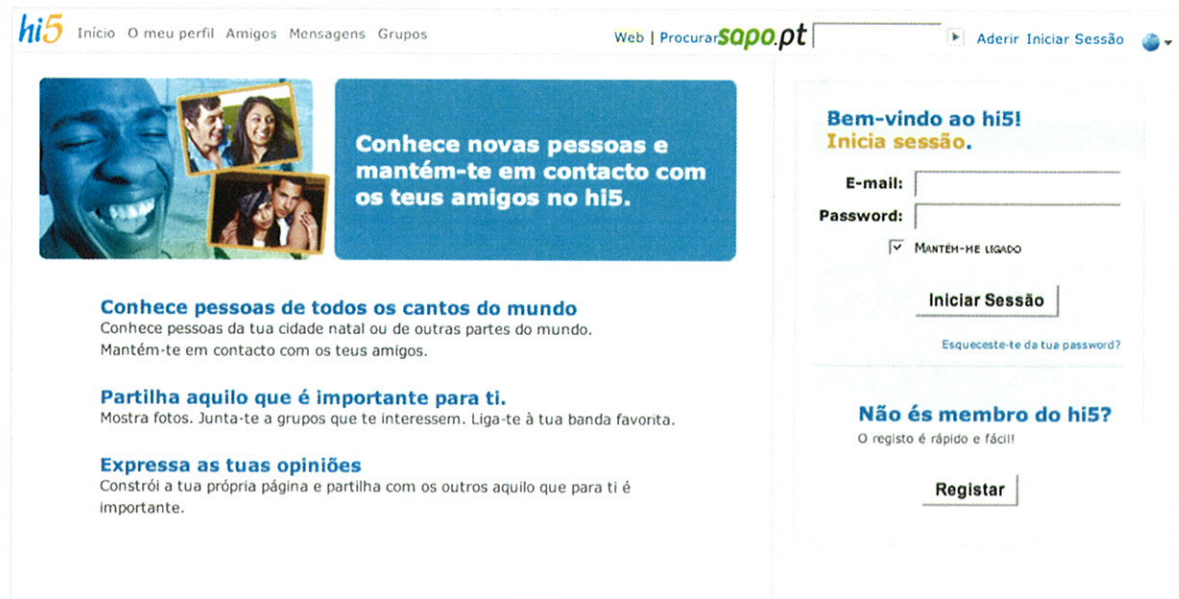 hi5 Início O meu perfil Amigos Mensagens Grupos Web | Procurar sapo.pt Aderir Iniciar Sessão
Conhece novas pessoas e
mantém-te em contacto com
os teus amigos no hi5.
Conhece pessoas de todos os cantos do mundo
Conhece pessoas da tua cidade natal ou de outras partes do mundo.
Mantém-te em contacto com os teus amigos.
Partilha aquilo que é importante para ti.
Mostra fotos. Junta-te a grupos que te interessem. Liga-te à tua banda favorita.
Expressa as tuas opiniões
Constrói a tua própria página e partilha com os outros aquilo que para ti é
importante.
Bem-vindo ao hi5!
Inicia sessão.
E-mail:
Password:
MANTÉM-ME LIGADO
Iniciar Sessão
Esqueceste-te da tua password?
Não és membro do hi5?
O registo é rápido e fácil!
Registar